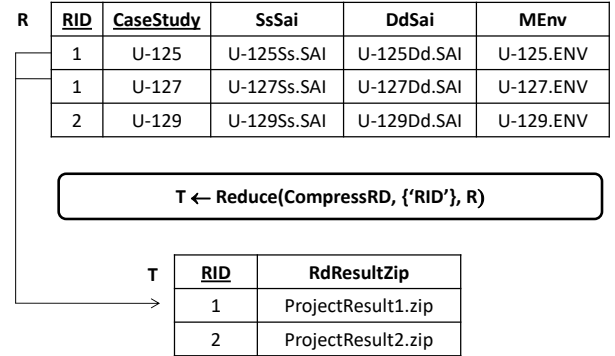 R RID CaseStudy SsSai DdSai MEnv
1 U-125 U-125Ss.SAI U-125Dd.SAI U-125.ENV
1 U-127 U-127Ss.SAI U-127Dd.SAI U-127.ENV
2 U-129 U-129Ss.SAI U-129Dd.SAI U-129.ENV
T ← Reduce(CompressRD, {‘RID’}, R)
T RID RdResultZip
1 ProjectResult1.zip
2 ProjectResult2.zip